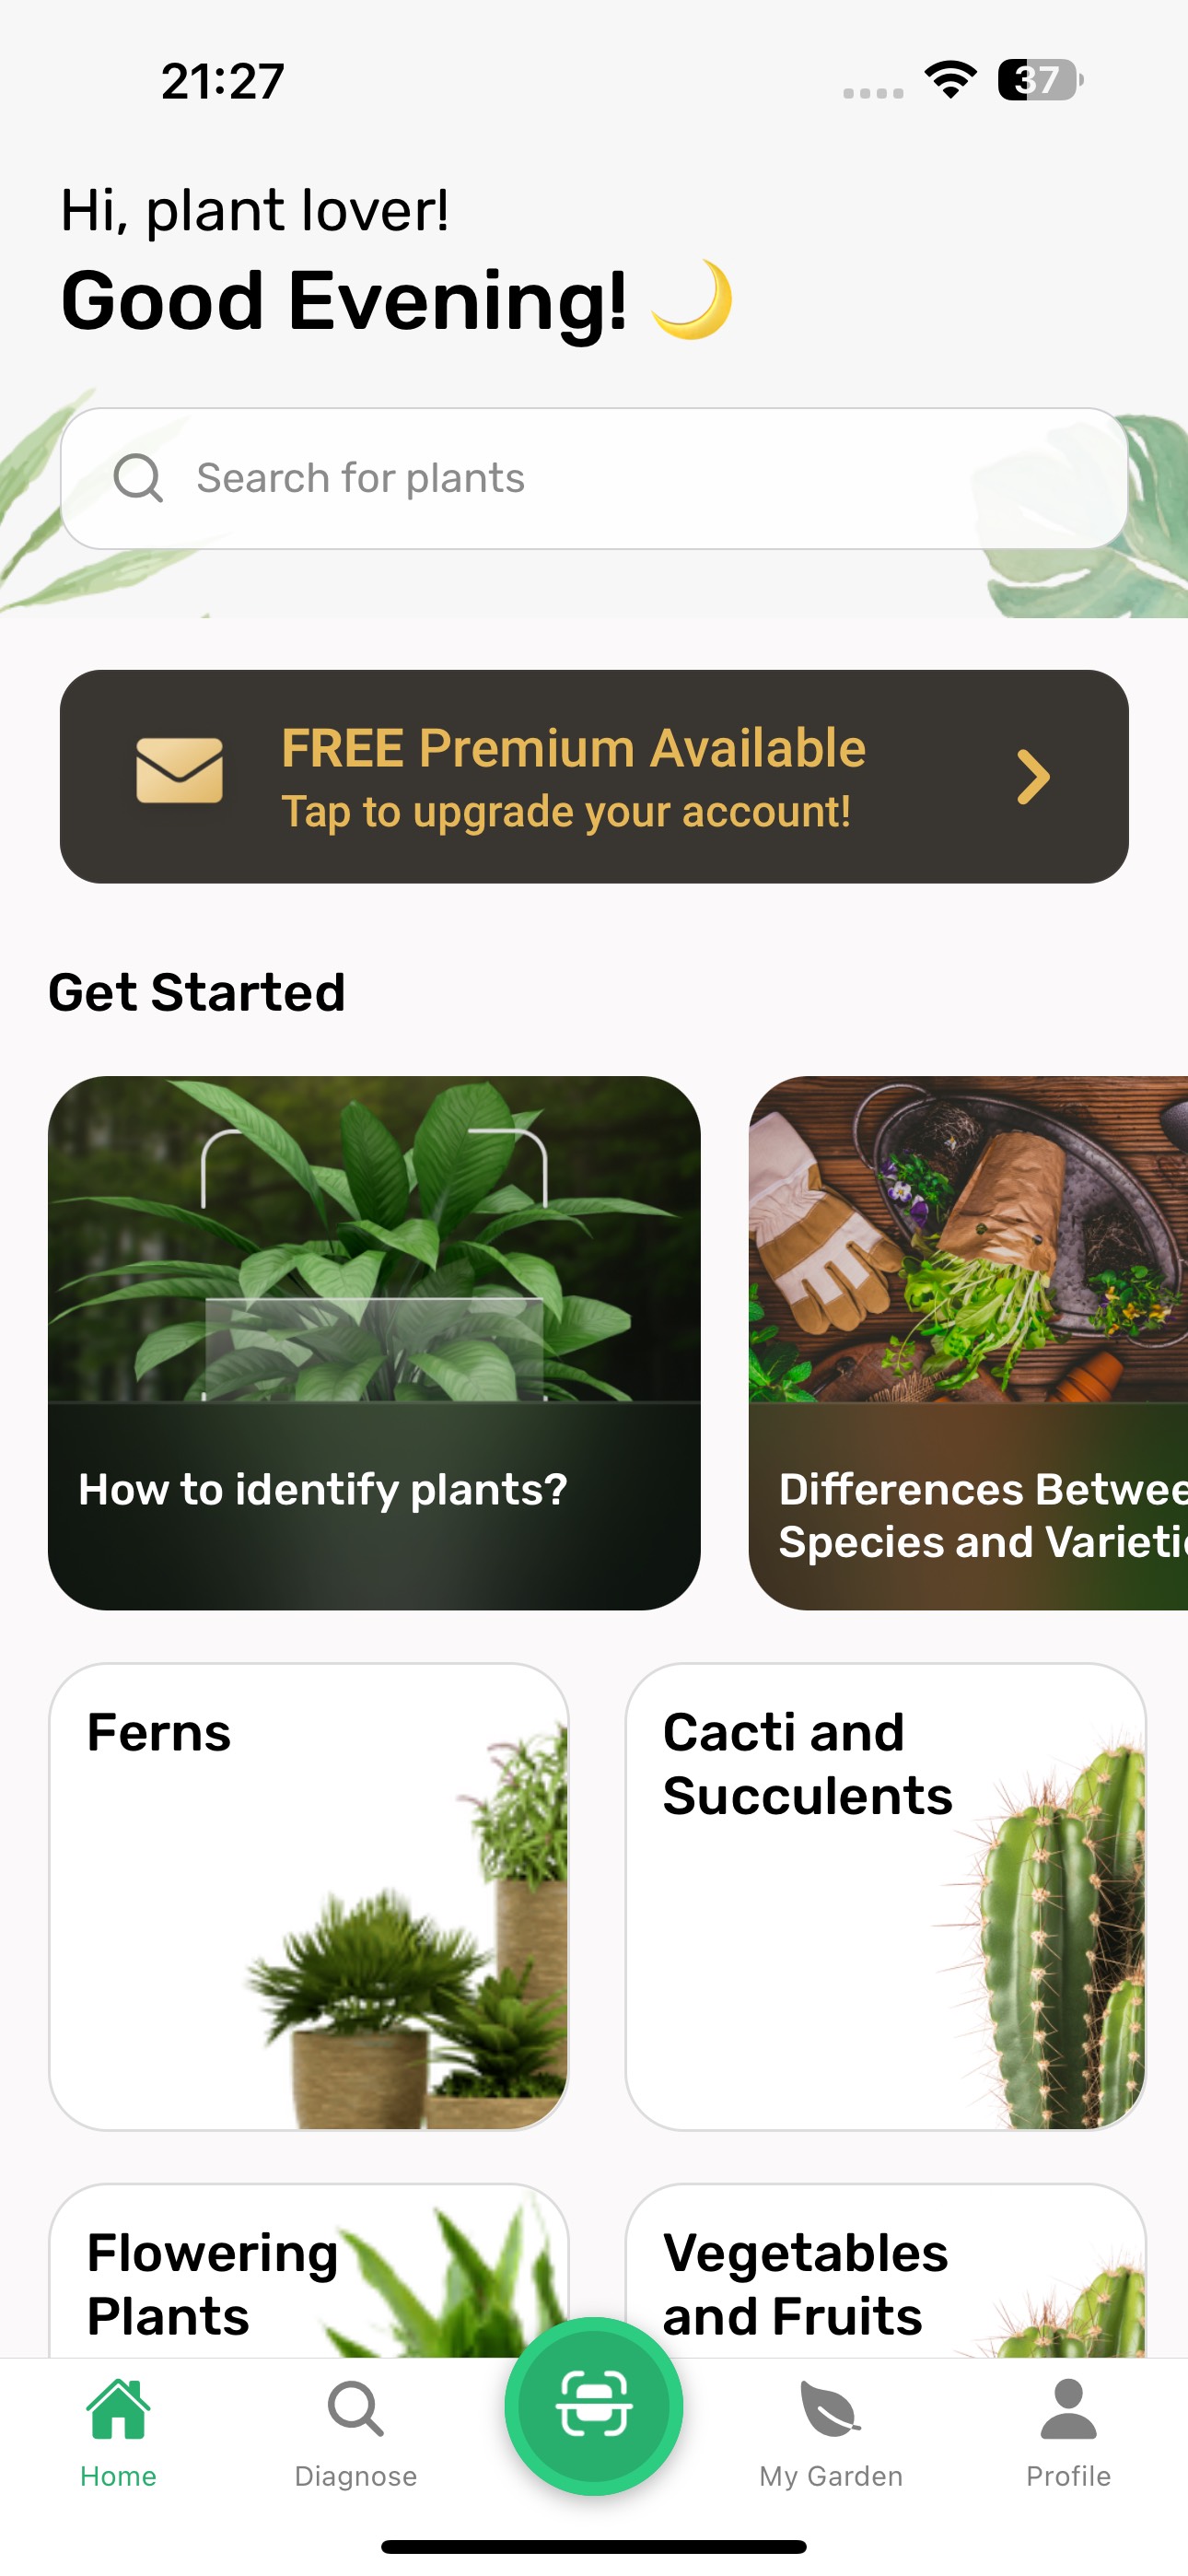 21:27
37
Hi, plant lover!
Good Evening! 🌙
Search for plants
FREE Premium Available
Tap to upgrade your account!
Get Started
How to identify plants?
Differences Betwee
Species and Varieti
Ferns
Cacti and
Succulents
Flowering
Plants
Vegetables
and Fruits
Home
Diagnose
My Garden
Profile